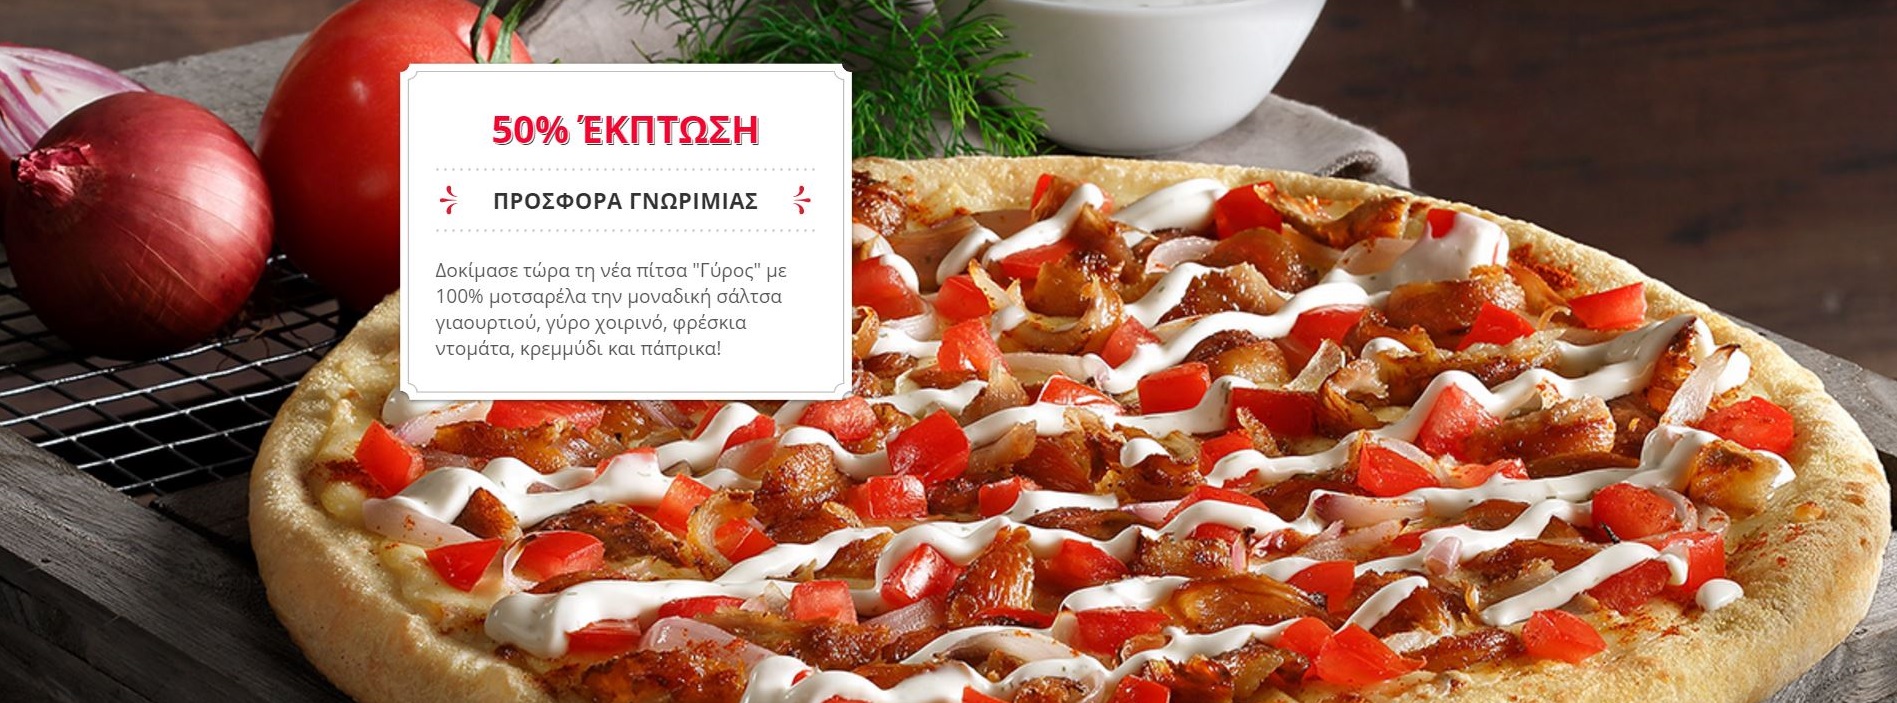 50% ΈΚΠΤΩΣΗ
ΠΡΟΣΦΟΡΑ ΓΝΩΡΙΜΙΑΣ
Δοκίμασε τώρα τη νέα πίτσα "Γύρος" με
100% μοτσαρέλα την μοναδική σάλτσα
γιαουρτιού, γύρο χοιρινό, φρέσκια
ντομάτα, κρεμμύδι και πάπρικα!